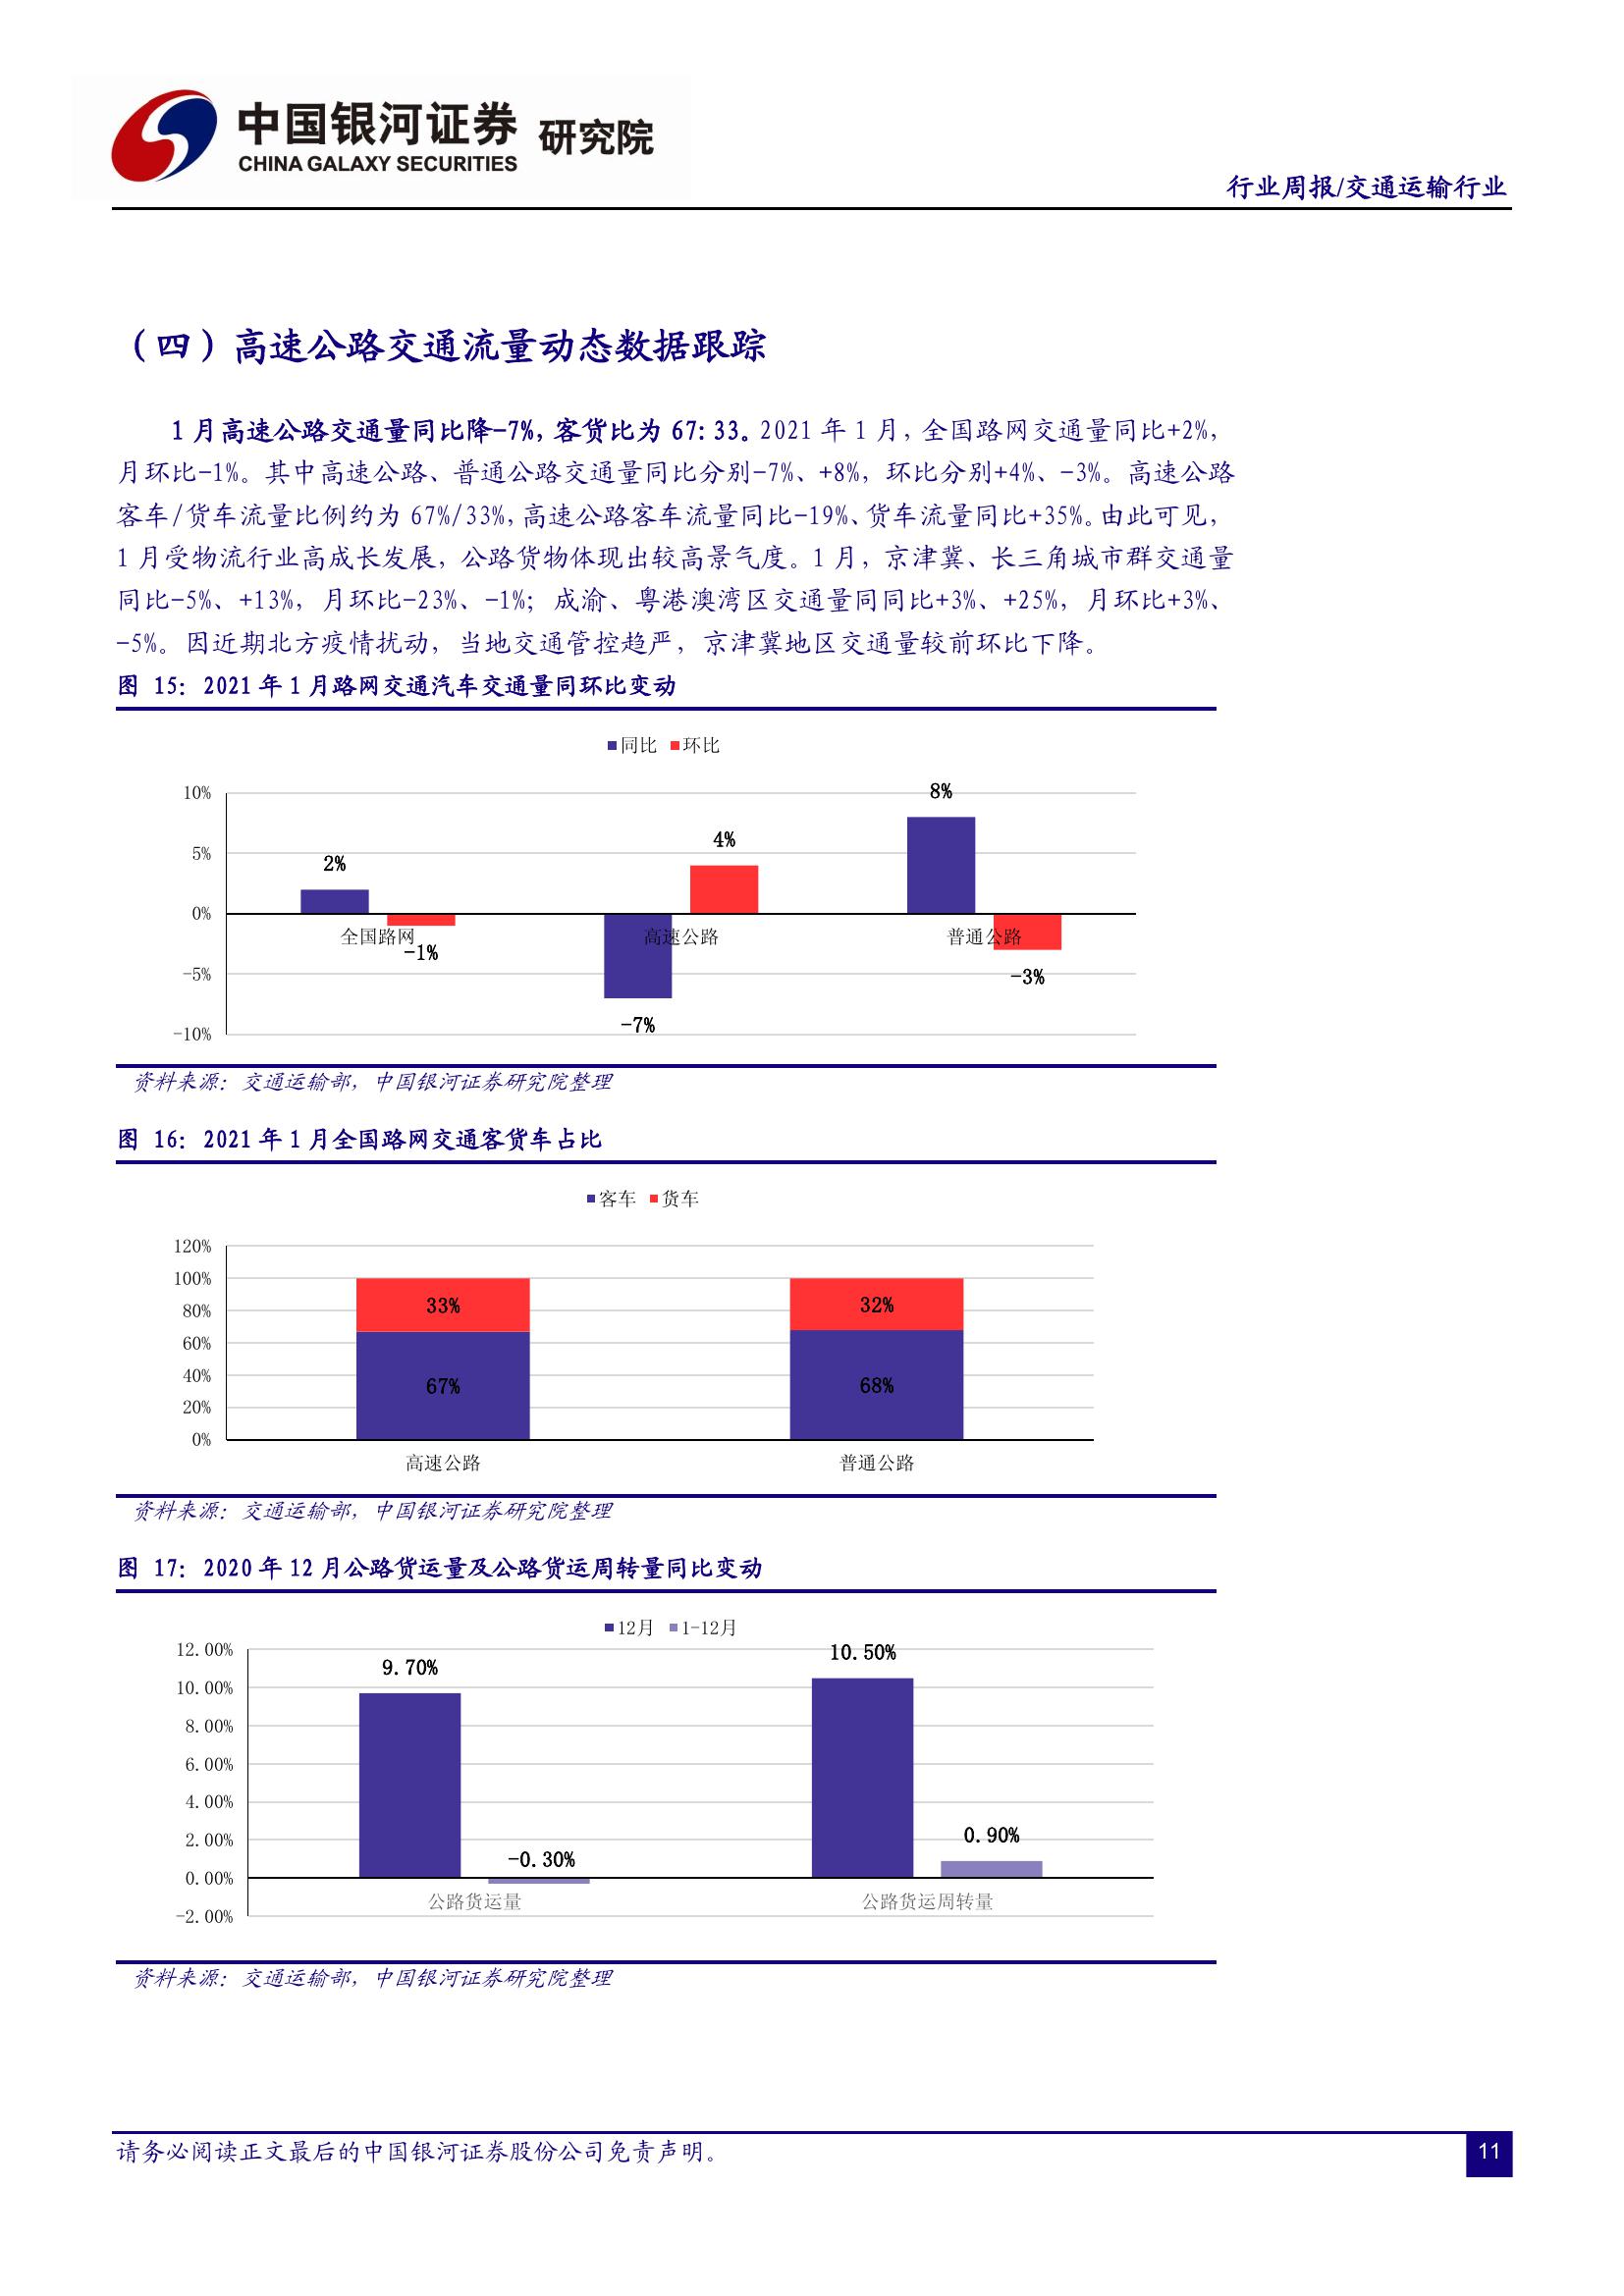 中国银河证券 研究院
CHINA GALAXY SECURITIES
行业周报/交通运输行业
（四）高速公路交通流量动态数据跟踪
1 月高速公路交通量同比降-7%，客货比为 67：33。2021 年 1 月，全国路网交通量同比+2%，
月环比-1%。其中高速公路、普通公路交通量同比分别-7%、+8%，环比分别+4%、-3%。高速公路
客车/货车流量比例约为 67%/33%，高速公路客车流量同比-19%、货车流量同比+35%。由此可见，
1 月受物流行业高成长发展，公路货物体现出较高景气度。1 月，京津冀、长三角城市群交通量
同比-5%、+13%，月环比-23%、-1%；成渝、粤港澳湾区交通量同同比+3%、+25%，月环比+3%、
-5%。因近期北方疫情扰动，当地交通管控趋严，京津冀地区交通量较前环比下降。
图 15：2021 年 1 月路网交通汽车交通量同环比变动
同比 环比
10%
5%
0%
-5%
-10%
2%
-1%
-7%
4%
8%
-3%
全国路网 高速公路 普通公路
资料来源：交通运输部，中国银河证券研究院整理
图 16：2021 年 1 月全国路网交通客货车占比
客车 货车
120%
100%
80%
60%
40%
20%
0%
33%
67%
32%
68%
高速公路 普通公路
资料来源：交通运输部，中国银河证券研究院整理
图 17：2020 年 12 月公路货运量及公路货运周转量同比变动
12月 1-12月
12.00%
10.00%
8.00%
6.00%
4.00%
2.00%
0.00%
-2.00%
9.70%
-0.30%
10.50%
0.90%
公路货运量 公路货运周转量
资料来源：交通运输部，中国银河证券研究院整理
请务必阅读正文最后的中国银河证券股份公司免责声明。
11